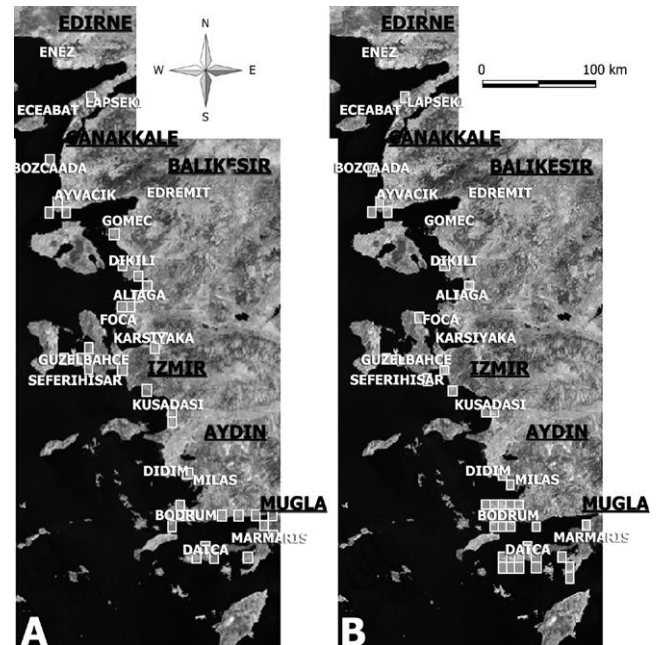 EDIRNE
ENEZ
ECEABAT
LAPSEKI
ÇANAKKALE
BOZCAADA
BALIKESIR
AYVACIK
EDREMIT
GOMEC
DIKILI
ALIAGA
FOCA
KARSIYAKA
GUZELBAHCE
SEFERIHISAR
IZMIR
KUSADASI
AYDIN
DIDIM
MILAS
MUGLA
BODRUM
MARMARIS
DATCA
A
N
W E
S
EDIRNE
0 100 km
ENEZ
ECEABAT
LAPSEKI
ÇANAKKALE
BOZCAADA
BALIKESIR
AYVACIK
EDREMIT
GOMEC
DIKILI
ALIAGA
FOCA
KARSIYAKA
GUZELBAHCE
SEFERIHISAR
IZMIR
KUSADASI
AYDIN
DIDIM
MILAS
MUGLA
BODRUM
MARMARIS
DATCA
B